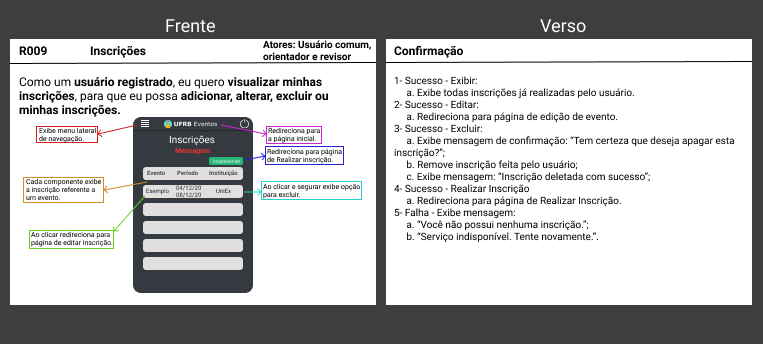 Frente
R009 Inscrições Atores: Usuário comum,
orientador e revisor
Como um usuário registrado, eu quero visualizar minhas
inscrições, para que eu possa adicionar, alterar, excluir ou
minhas inscrições.
Exibe menu lateral
de navegação.
UFRB Eventos
Redireciona para
a página inicial.
Inscrições
Mensagem
Redireciona para página
de Realizar inscrição.
Inscrever-se
Evento Período Instituição
Cada componente exibe
a inscrição referente a
um evento.
Exemplo 04/12/20 UniEx
08/12/20
Ao clicar e segurar exibe opção
para excluir.
Ao clicar redireciona para
página de editar inscrição.
Verso
Confirmação
1- Sucesso - Exibir:
a. Exibe todas inscrições já realizadas pelo usuário.
2- Sucesso - Editar:
a. Redireciona para página de edição de evento.
3- Sucesso - Excluir:
a. Exibe mensagem de confirmação: “Tem certeza que deseja apagar esta
inscrição?”;
b. Remove inscrição feita pelo usuário;
c. Exibe mensagem: “Inscrição deletada com sucesso”;
4- Sucesso - Realizar Inscrição
a. Redireciona para página de Realizar Inscrição.
5- Falha - Exibe mensagem:
a. “Você não possui nenhuma inscrição.”;
b. “Serviço indisponível. Tente novamente.”.